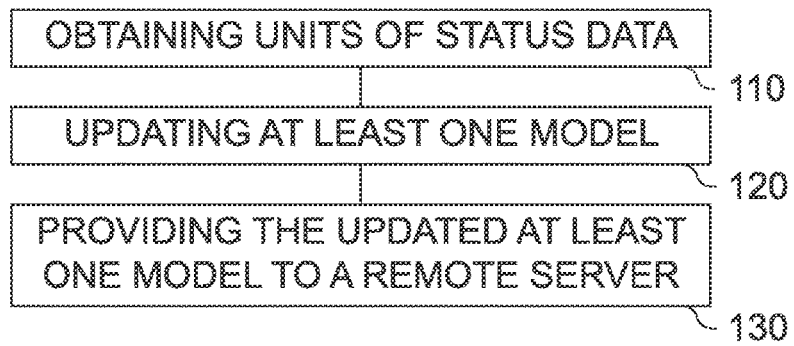 OBTAINING UNITS OF STATUS DATA
110
UPDATING AT LEAST ONE MODEL
120
PROVIDING THE UPDATED AT LEAST
ONE MODEL TO A REMOTE SERVER
130